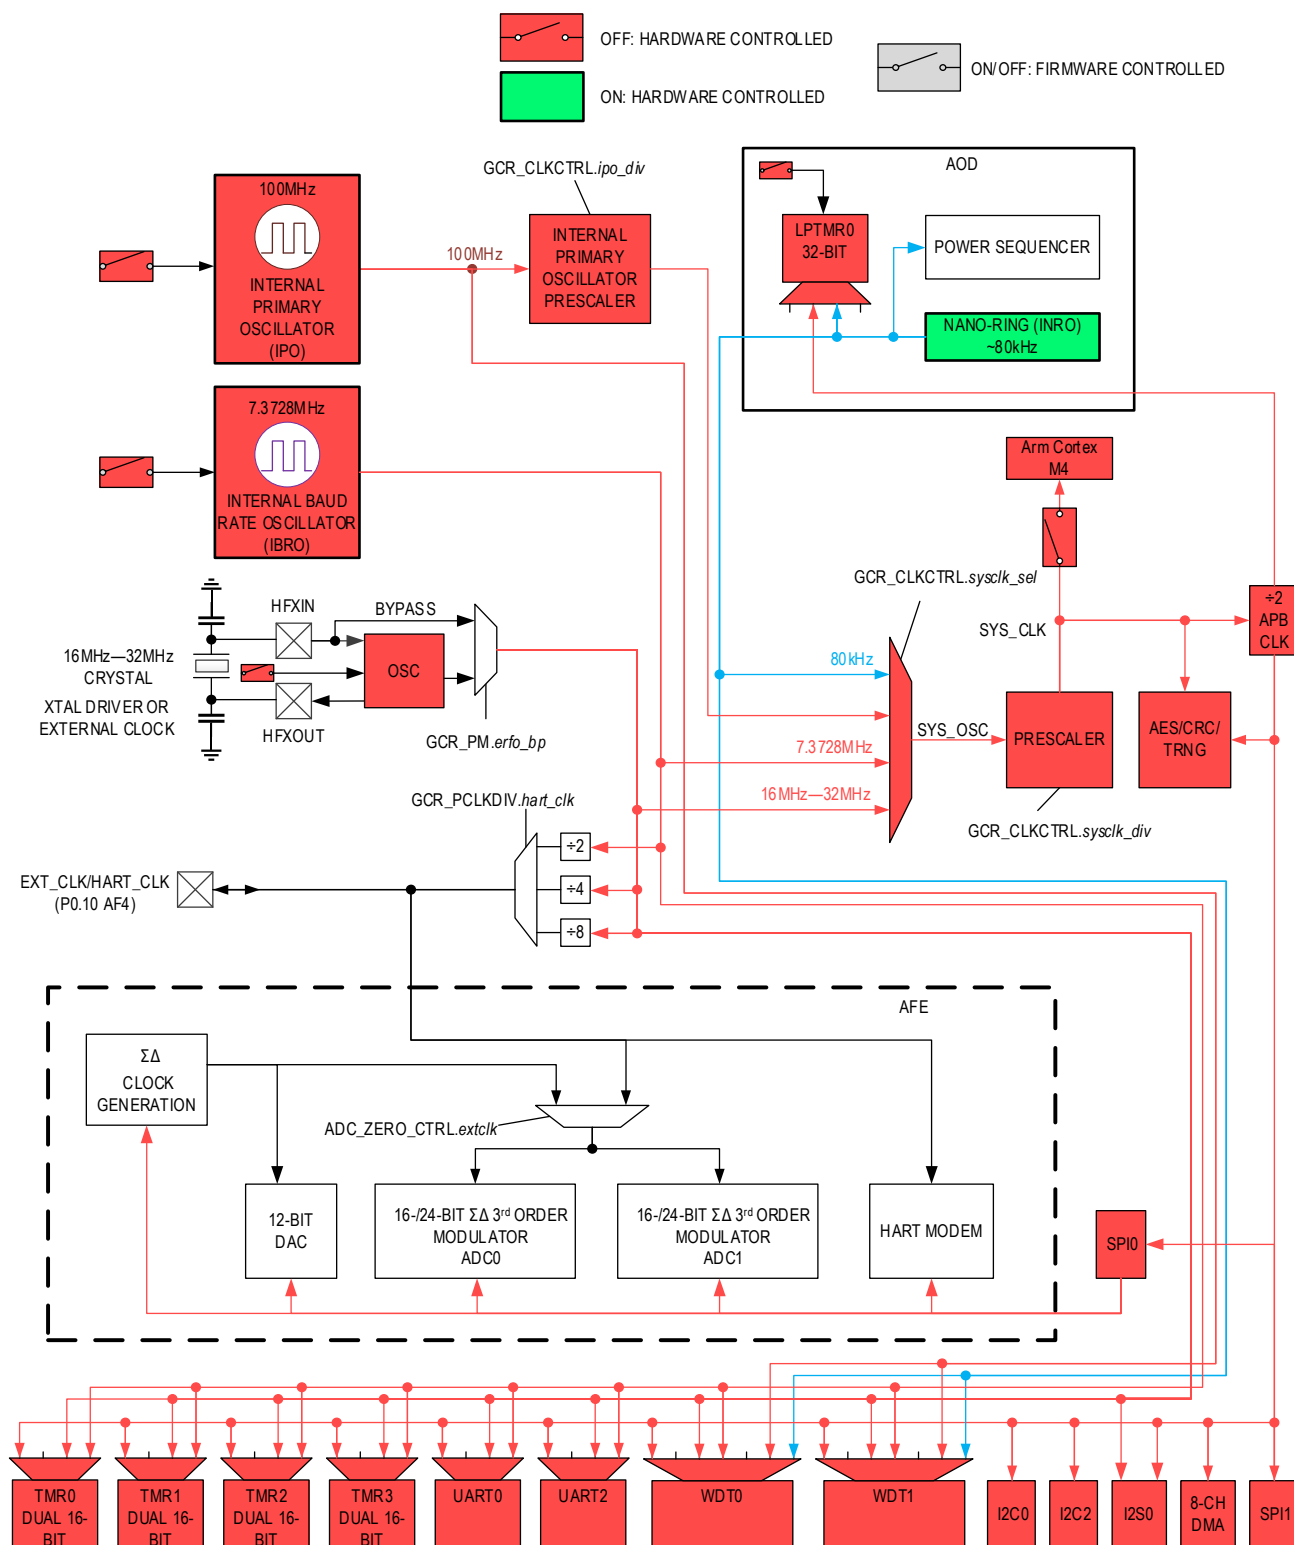 OFF: HARDWARE CONTROLLED
ON/OFF: FIRMWARE CONTROLLED
ON: HARDWARE CONTROLLED
GCR_CLKCTRL.ipo_div
AOD
100MHz
INTERNAL
PRIMARY
OSCILLATOR
(IPO)
100MHz
INTERNAL
PRIMARY
OSCILLATOR
PRESCALER
LPTMR0
32-BIT
POWER SEQUENCER
NANO-RING (INRO)
~80kHz
7.3728MHz
INTERNAL BAUD
RATE OSCILLATOR
(IBRO)
Arm Cortex
M4
GCR_CLKCTRL.sysclk_sel
÷2
APB
CLK
SYS_CLK
HFXIN
BYPASS
16MHz—32MHz
CRYSTAL
OSC
XTAL DRIVER OR
EXTERNAL CLOCK
HFXOUT
GCR_PM.erfo_bp
80kHz
7.3728MHz
16MHz—32MHz
SYS_OSC
PRESCALER
AES/CRC/
TRNG
GCR_CLKCTRL.sysclk_div
GCR_PCLKDIV.hart_clk
÷2
÷4
÷8
EXT_CLK/HART_CLK
(P0.10 AF4)
AFE
ΣΔ
CLOCK
GENERATION
ADC_ZERO_CTRL.extclk
12-BIT
DAC
16-/24-BIT ΣΔ 3rd ORDER
MODULATOR
ADC0
16-/24-BIT ΣΔ 3rd ORDER
MODULATOR
ADC1
HART MODEM
SPI0
TMR0
DUAL 16-
BIT
TMR1
DUAL 16-
BIT
TMR2
DUAL 16-
BIT
TMR3
DUAL 16-
BIT
UART0
UART2
WDT0
WDT1
I2C0
I2C2
I2S0
8-CH
DMA
SPI1